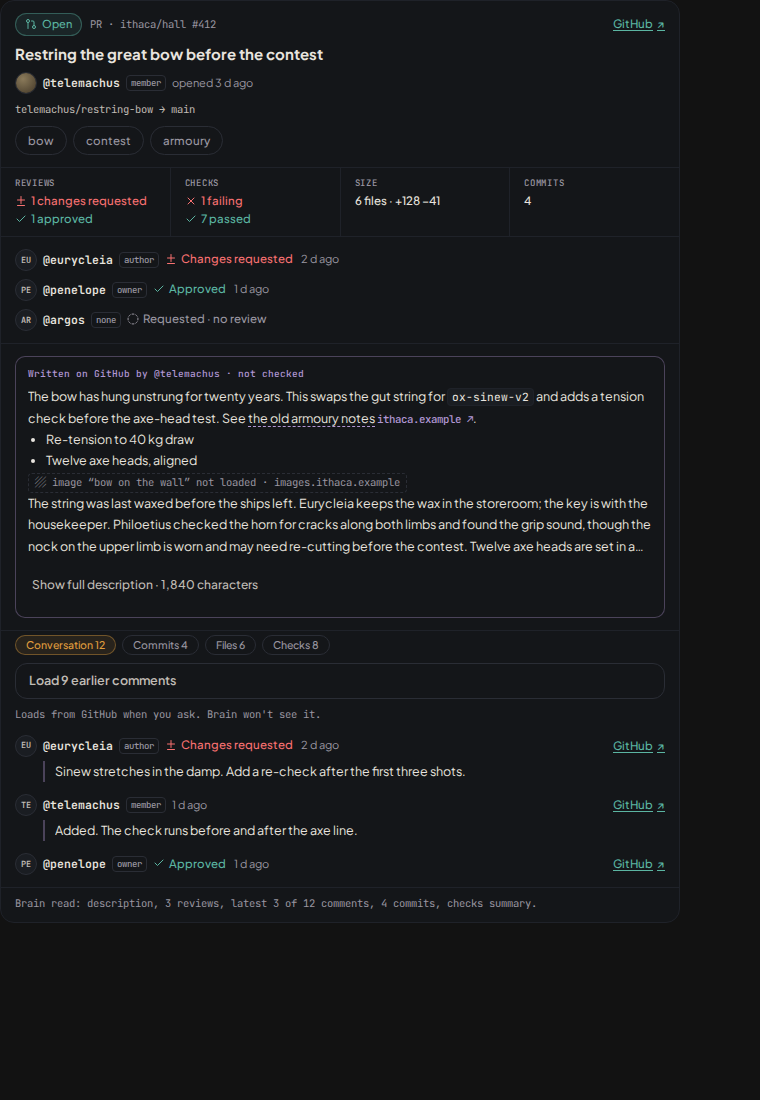 Open PR · ithaca/hall #412 GitHub ↗
Restring the great bow before the contest
@telemachus member opened 3 d ago
telemachus/restring-bow → main
bow contest armoury
REVIEWS CHECKS SIZE COMMITS
± 1 changes requested × 1 failing 6 files · +128 −41 4
✓ 1 approved ✓ 7 passed
EU @eurycleia author ± Changes requested 2 d ago
PE @penelope owner ✓ Approved 1 d ago
AR @argos none Requested · no review
Written on GitHub by @telemachus · not checked
The bow has hung unstrung for twenty years. This swaps the gut string for ox-sinew-v2 and adds a tension
check before the axe-head test. See the old armoury notes ithaca.example ↗.
• Re-tension to 40 kg draw
• Twelve axe heads, aligned
image “bow on the wall” not loaded · images.ithaca.example
The string was last waxed before the ships left. Eurycleia keeps the wax in the storeroom; the key is with the
housekeeper. Philoetius checked the horn for cracks along both limbs and found the grip sound, though the
nock on the upper limb is worn and may need re-cutting before the contest. Twelve axe heads are set in a…
Show full description · 1,840 characters
Conversation 12 Commits 4 Files 6 Checks 8
Load 9 earlier comments
Loads from GitHub when you ask. Brain won't see it.
EU @eurycleia author ± Changes requested 2 d ago GitHub ↗
Sinew stretches in the damp. Add a re-check after the first three shots.
TE @telemachus member 1 d ago GitHub ↗
Added. The check runs before and after the axe line.
PE @penelope owner ✓ Approved 1 d ago GitHub ↗
Brain read: description, 3 reviews, latest 3 of 12 comments, 4 commits, checks summary.